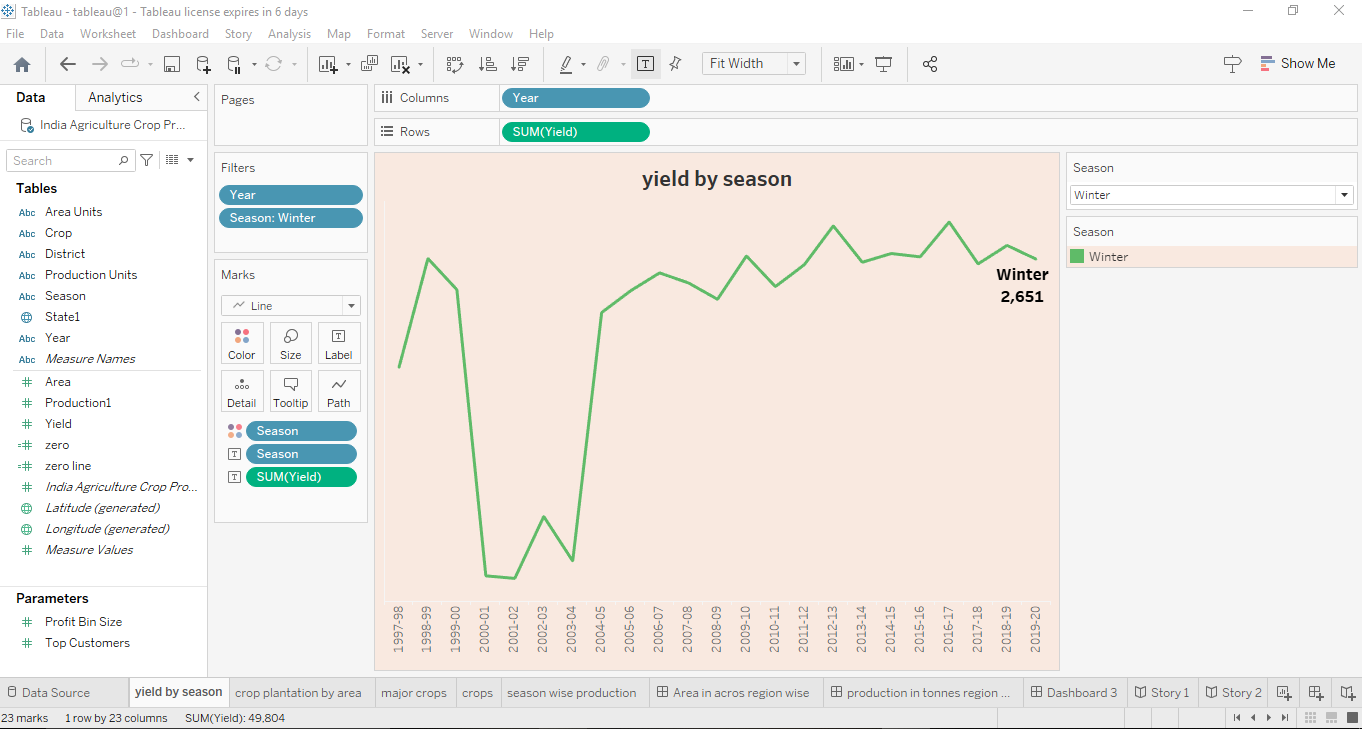 Tableau - tableau@1 - Tableau license expires in 6 days
File Data Worksheet Dashboard Story Analysis Map Format Server Window Help
Fit Width
Show Me
Data Analytics
India Agriculture Crop Pr...
Search
Tables
Abc Area Units
Abc Crop
Abc District
Abc Production Units
Abc Season
State1
Abc Year
Abc Measure Names
# Area
# Production1
# Yield
=# zero
=# zero line
# India Agriculture Crop Pro...
Latitude (generated)
Longitude (generated)
# Measure Values
Parameters
# Profit Bin Size
# Top Customers
Pages
Filters
Year
Season: Winter
Marks
Line
Color Size Label
Detail Tooltip Path
Season
T Season
T SUM(Yield)
Columns Year
Rows SUM(Yield)
yield by season
Winter
2,651
1997-98
1998-99
1999-00
2000-01
2001-02
2002-03
2003-04
2004-05
2005-06
2006-07
2007-08
2008-09
2009-10
2010-11
2011-12
2012-13
2013-14
2014-15
2015-16
2016-17
2017-18
2018-19
2019-20
Season
Winter
Season
Winter
Data Source yield by season crop plantation by area major crops crops season wise production Area in acros region wise production in tonnes region ... Dashboard 3 Story 1 Story 2
23 marks 1 row by 23 columns SUM(Yield): 49,804